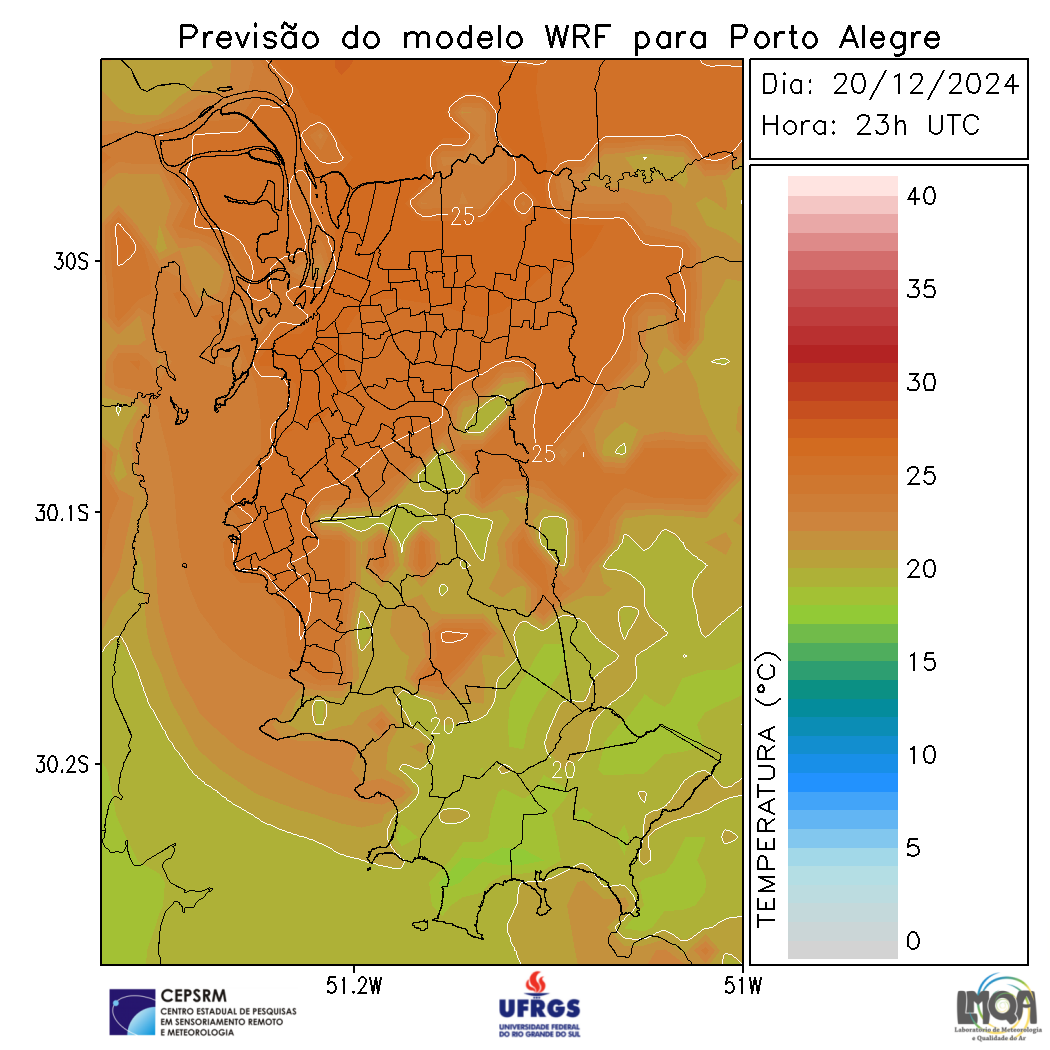 Previsão do modelo WRF para Porto Alegre
Dia: 20/12/2024
Hora: 23h UTC
40
35
30
25
20
15
10
5
0
TEMPERATURA (°C)
30S
30.1S
30.2S
51.2W
51W
25
25
20
20
CEPSRM
CENTRO ESTADUAL DE PESQUISAS
EM SENSORIAMENTO REMOTO
E METEOROLOGIA
UFRGS
UNIVERSIDADE FEDERAL
DO RIO GRANDE DO SUL
LMQA
Laboratório de Meteorologia
e Qualidade do Ar